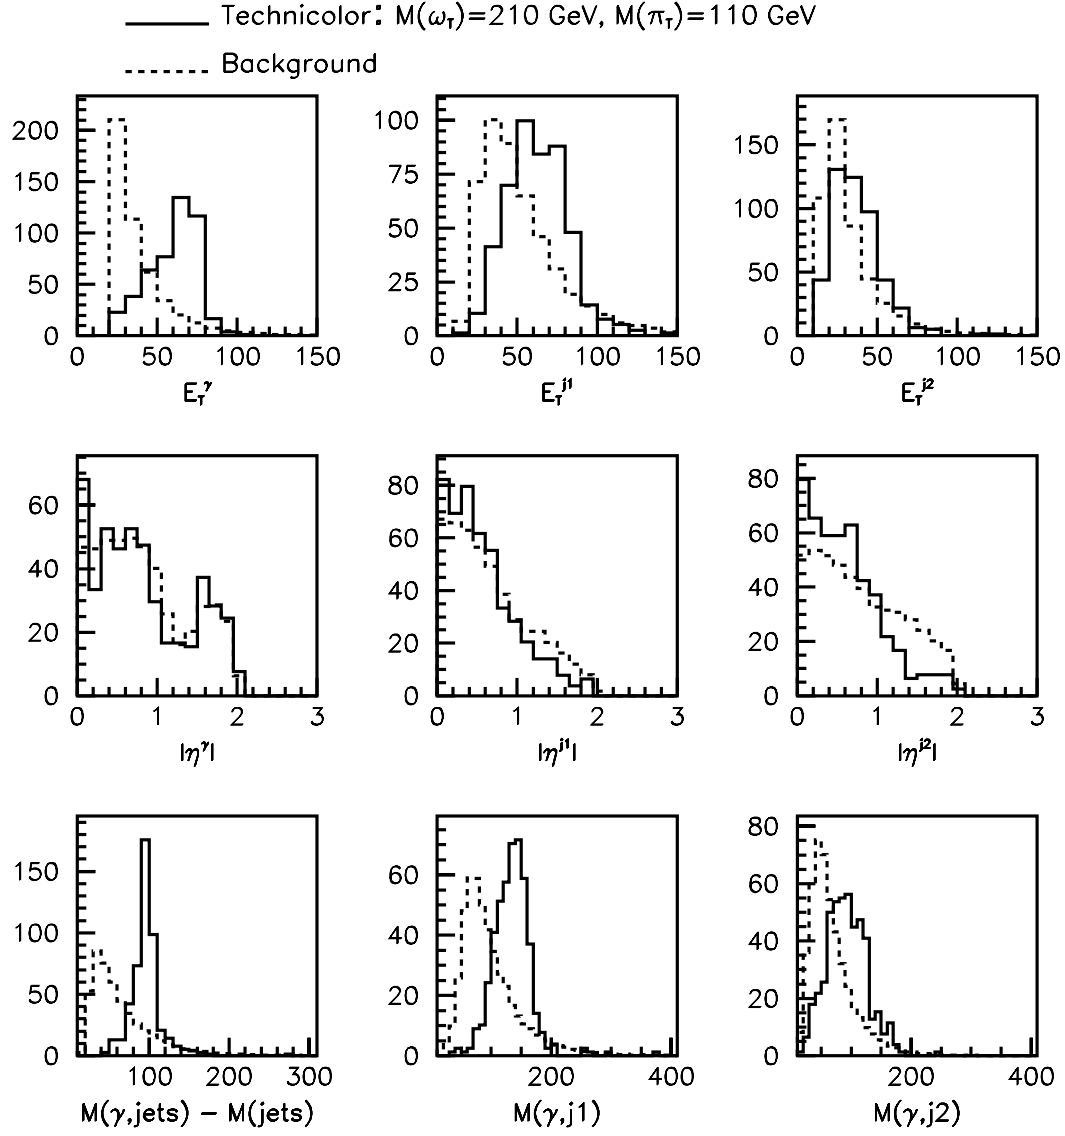 Technicolor: M(ω_T)=210 GeV, M(π_T)=110 GeV
Background
200
150
100
50
0
0 50 100 150
E_T^γ
100
75
50
25
0
0 50 100 150
E_T^j1
150
100
50
0
0 50 100 150
E_T^j2
60
40
20
0
0 1 2 3
|η^γ|
80
60
40
20
0
0 1 2 3
|η^j1|
80
60
40
20
0
0 1 2 3
|η^j2|
150
100
50
0
100 200 300
M(γ,jets) − M(jets)
60
40
20
0
200 400
M(γ,j1)
80
60
40
20
0
200 400
M(γ,j2)